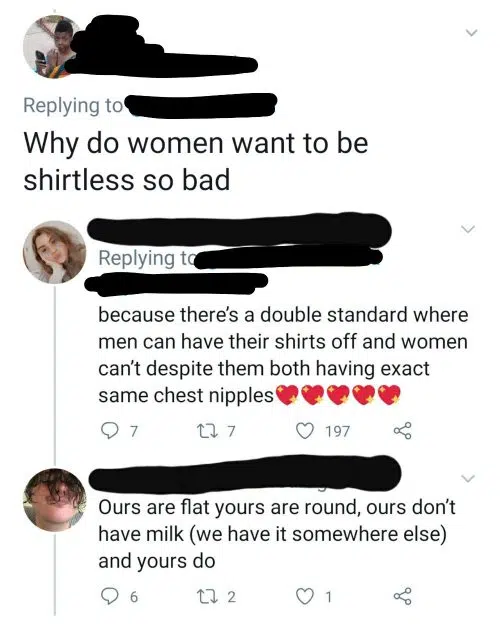 Replying to
Why do women want to be
shirtless so bad
Replying to
because there's a double standard where
men can have their shirts off and women
can't despite them both having exact
same chest nipples💖💖💖💖💖
7 7 197
Ours are flat yours are round, ours don't
have milk (we have it somewhere else)
and yours do
6 2 1